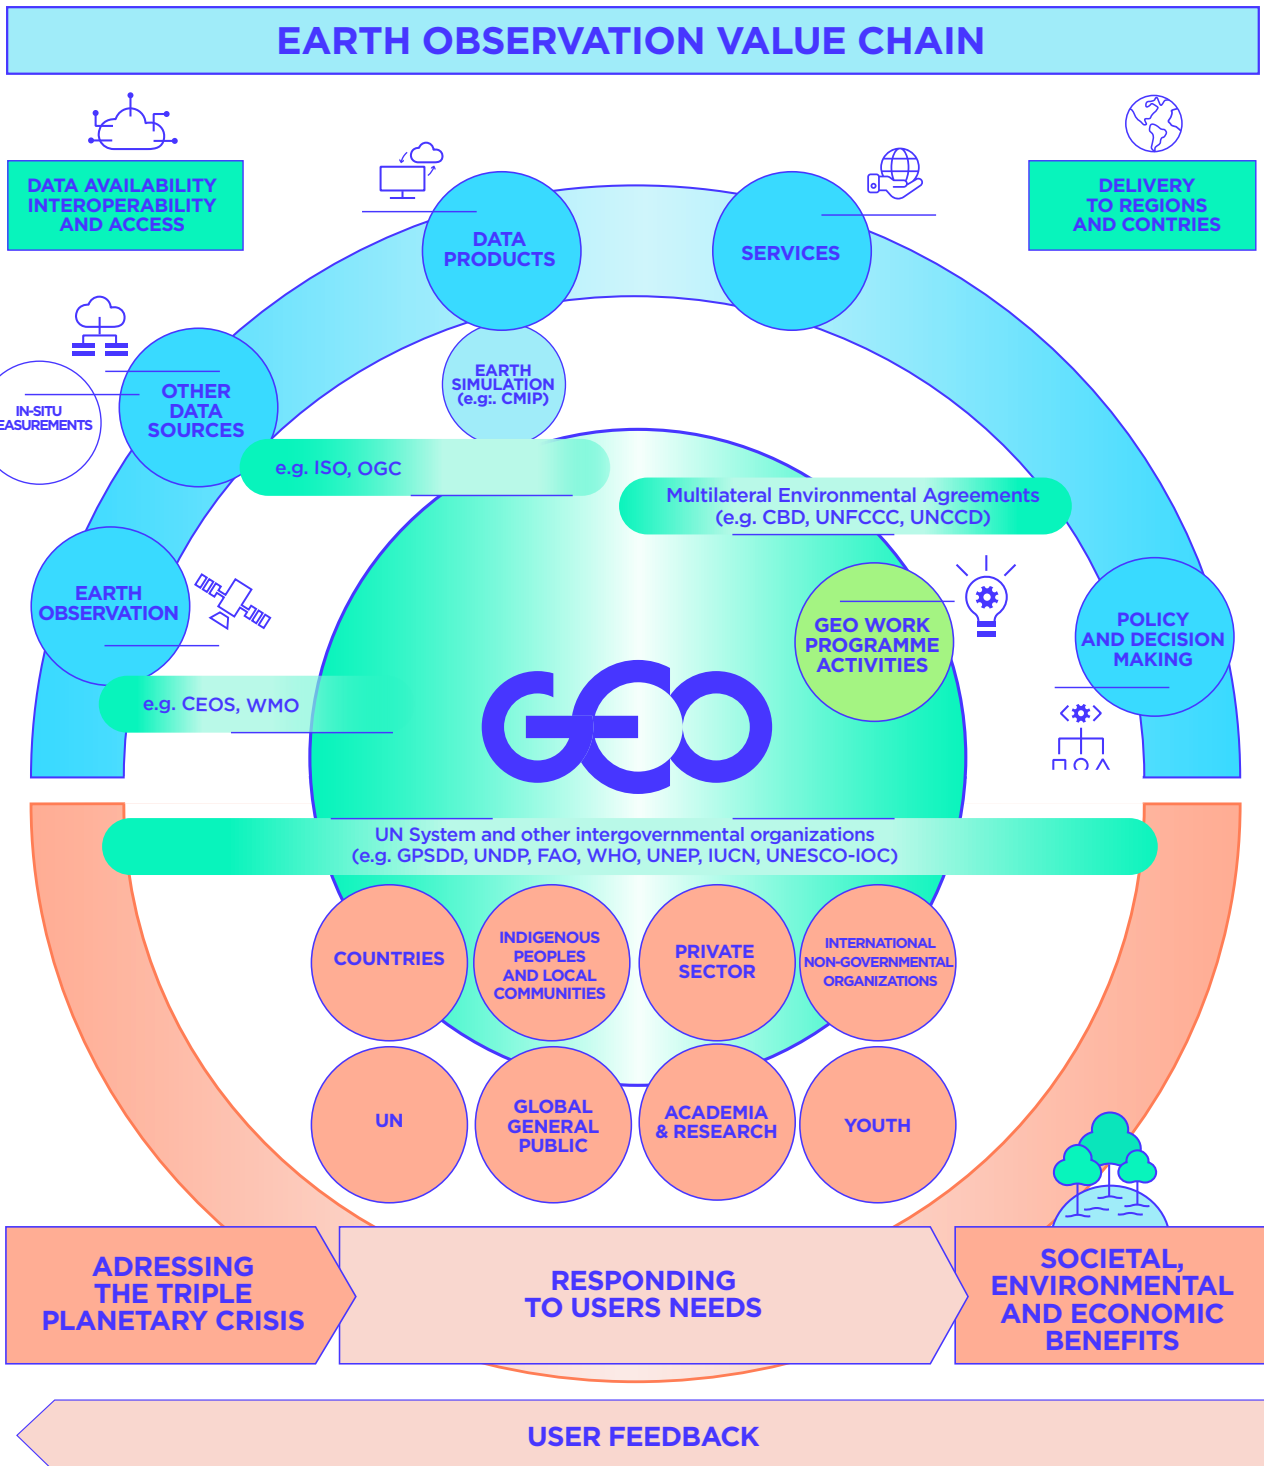 EARTH OBSERVATION VALUE CHAIN
DATA AVAILABILITY
INTEROPERABILITY
AND ACCESS
DELIVERY
TO REGIONS
AND CONTRIES
DATA
PRODUCTS
SERVICES
EARTH
SIMULATION
(e.g:. CMIP)
OTHER
DATA
SOURCES
IN-SITU
EASUREMENTS
e.g. ISO, OGC
Multilateral Environmental Agreements
(e.g. CBD, UNFCCC, UNCCD)
EARTH
OBSERVATION
GEO WORK
PROGRAMME
ACTIVITIES
POLICY
AND DECISION
MAKING
e.g. CEOS, WMO
GEO
UN System and other intergovernmental organizations
(e.g. GPSDD, UNDP, FAO, WHO, UNEP, IUCN, UNESCO-IOC)
COUNTRIES
INDIGENOUS
PEOPLES
AND LOCAL
COMMUNITIES
PRIVATE
SECTOR
INTERNATIONAL
NON-GOVERNMENTAL
ORGANIZATIONS
UN
GLOBAL
GENERAL
PUBLIC
ACADEMIA
& RESEARCH
YOUTH
ADRESSING
THE TRIPLE
PLANETARY CRISIS
RESPONDING
TO USERS NEEDS
SOCIETAL,
ENVIRONMENTAL
AND ECONOMIC
BENEFITS
USER FEEDBACK